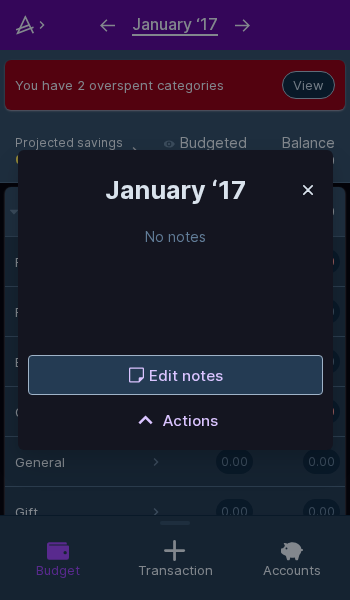 January ‘17
You have 2 overspent categories
View
Projected savings
Budgeted
Balance
January ‘17
No notes
Edit notes
Actions
General
0.00
0.00
Gift
0.00
0.00
Budget
Transaction
Accounts